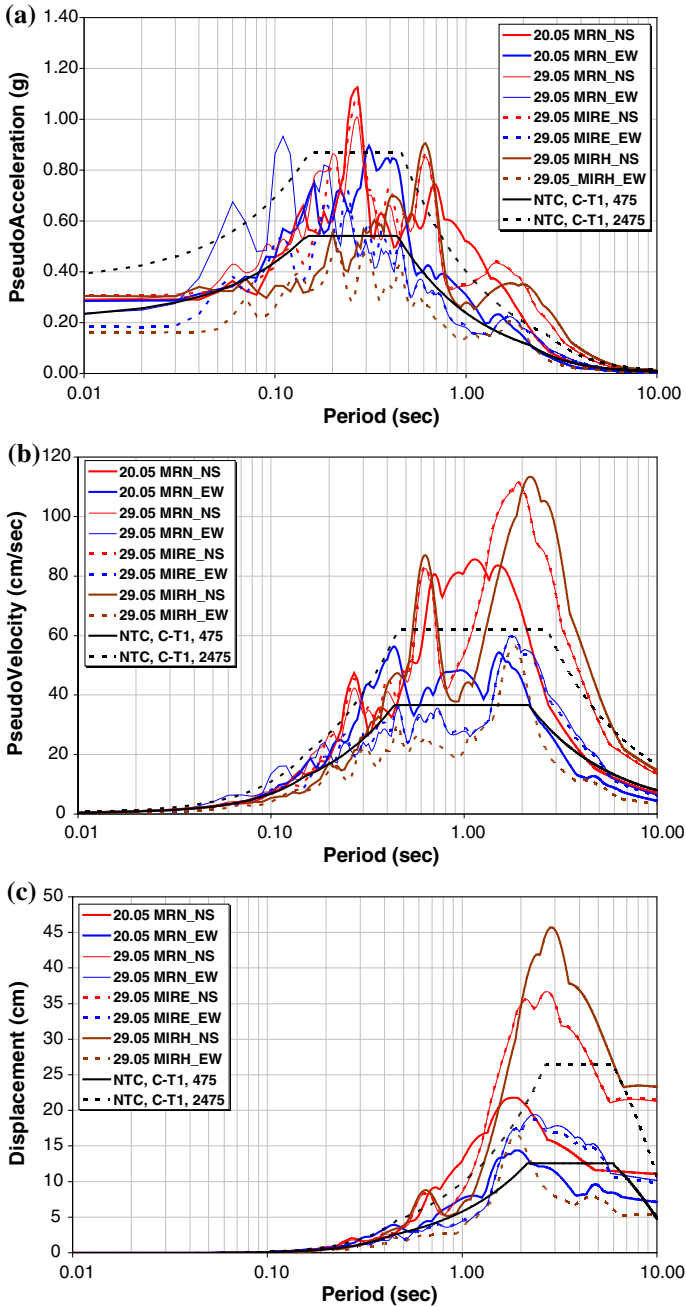 (a)
1.40
1.20
1.00
0.80
0.60
0.40
0.20
0.00
PseudoAcceleration (g)
20.05 MRN_NS
20.05 MRN_EW
29.05 MRN_NS
29.05 MRN_EW
29.05 MIRE_NS
29.05 MIRE_EW
29.05 MIRH_NS
29.05_MIRH_EW
NTC, C-T1, 475
NTC, C-T1, 2475
0.01 0.10 1.00 10.00
Period (sec)
(b)
120
100
80
60
40
20
0
PseudoVelocity (cm/sec)
20.05 MRN_NS
20.05 MRN_EW
29.05 MRN_NS
29.05 MRN_EW
29.05 MIRE_NS
29.05 MIRE_EW
29.05 MIRH_NS
29.05 MIRH_EW
NTC, C-T1, 475
NTC, C-T1, 2475
0.01 0.10 1.00 10.00
Period (sec)
(c)
50
45
40
35
30
25
20
15
10
5
0
Displacement (cm)
20.05 MRN_NS
20.05 MRN_EW
29.05 MRN_NS
29.05 MRN_EW
29.05 MIRE_NS
29.05 MIRE_EW
29.05 MIRH_NS
29.05 MIRH_EW
NTC, C-T1, 475
NTC, C-T1, 2475
0.01 0.10 1.00 10.00
Period (sec)